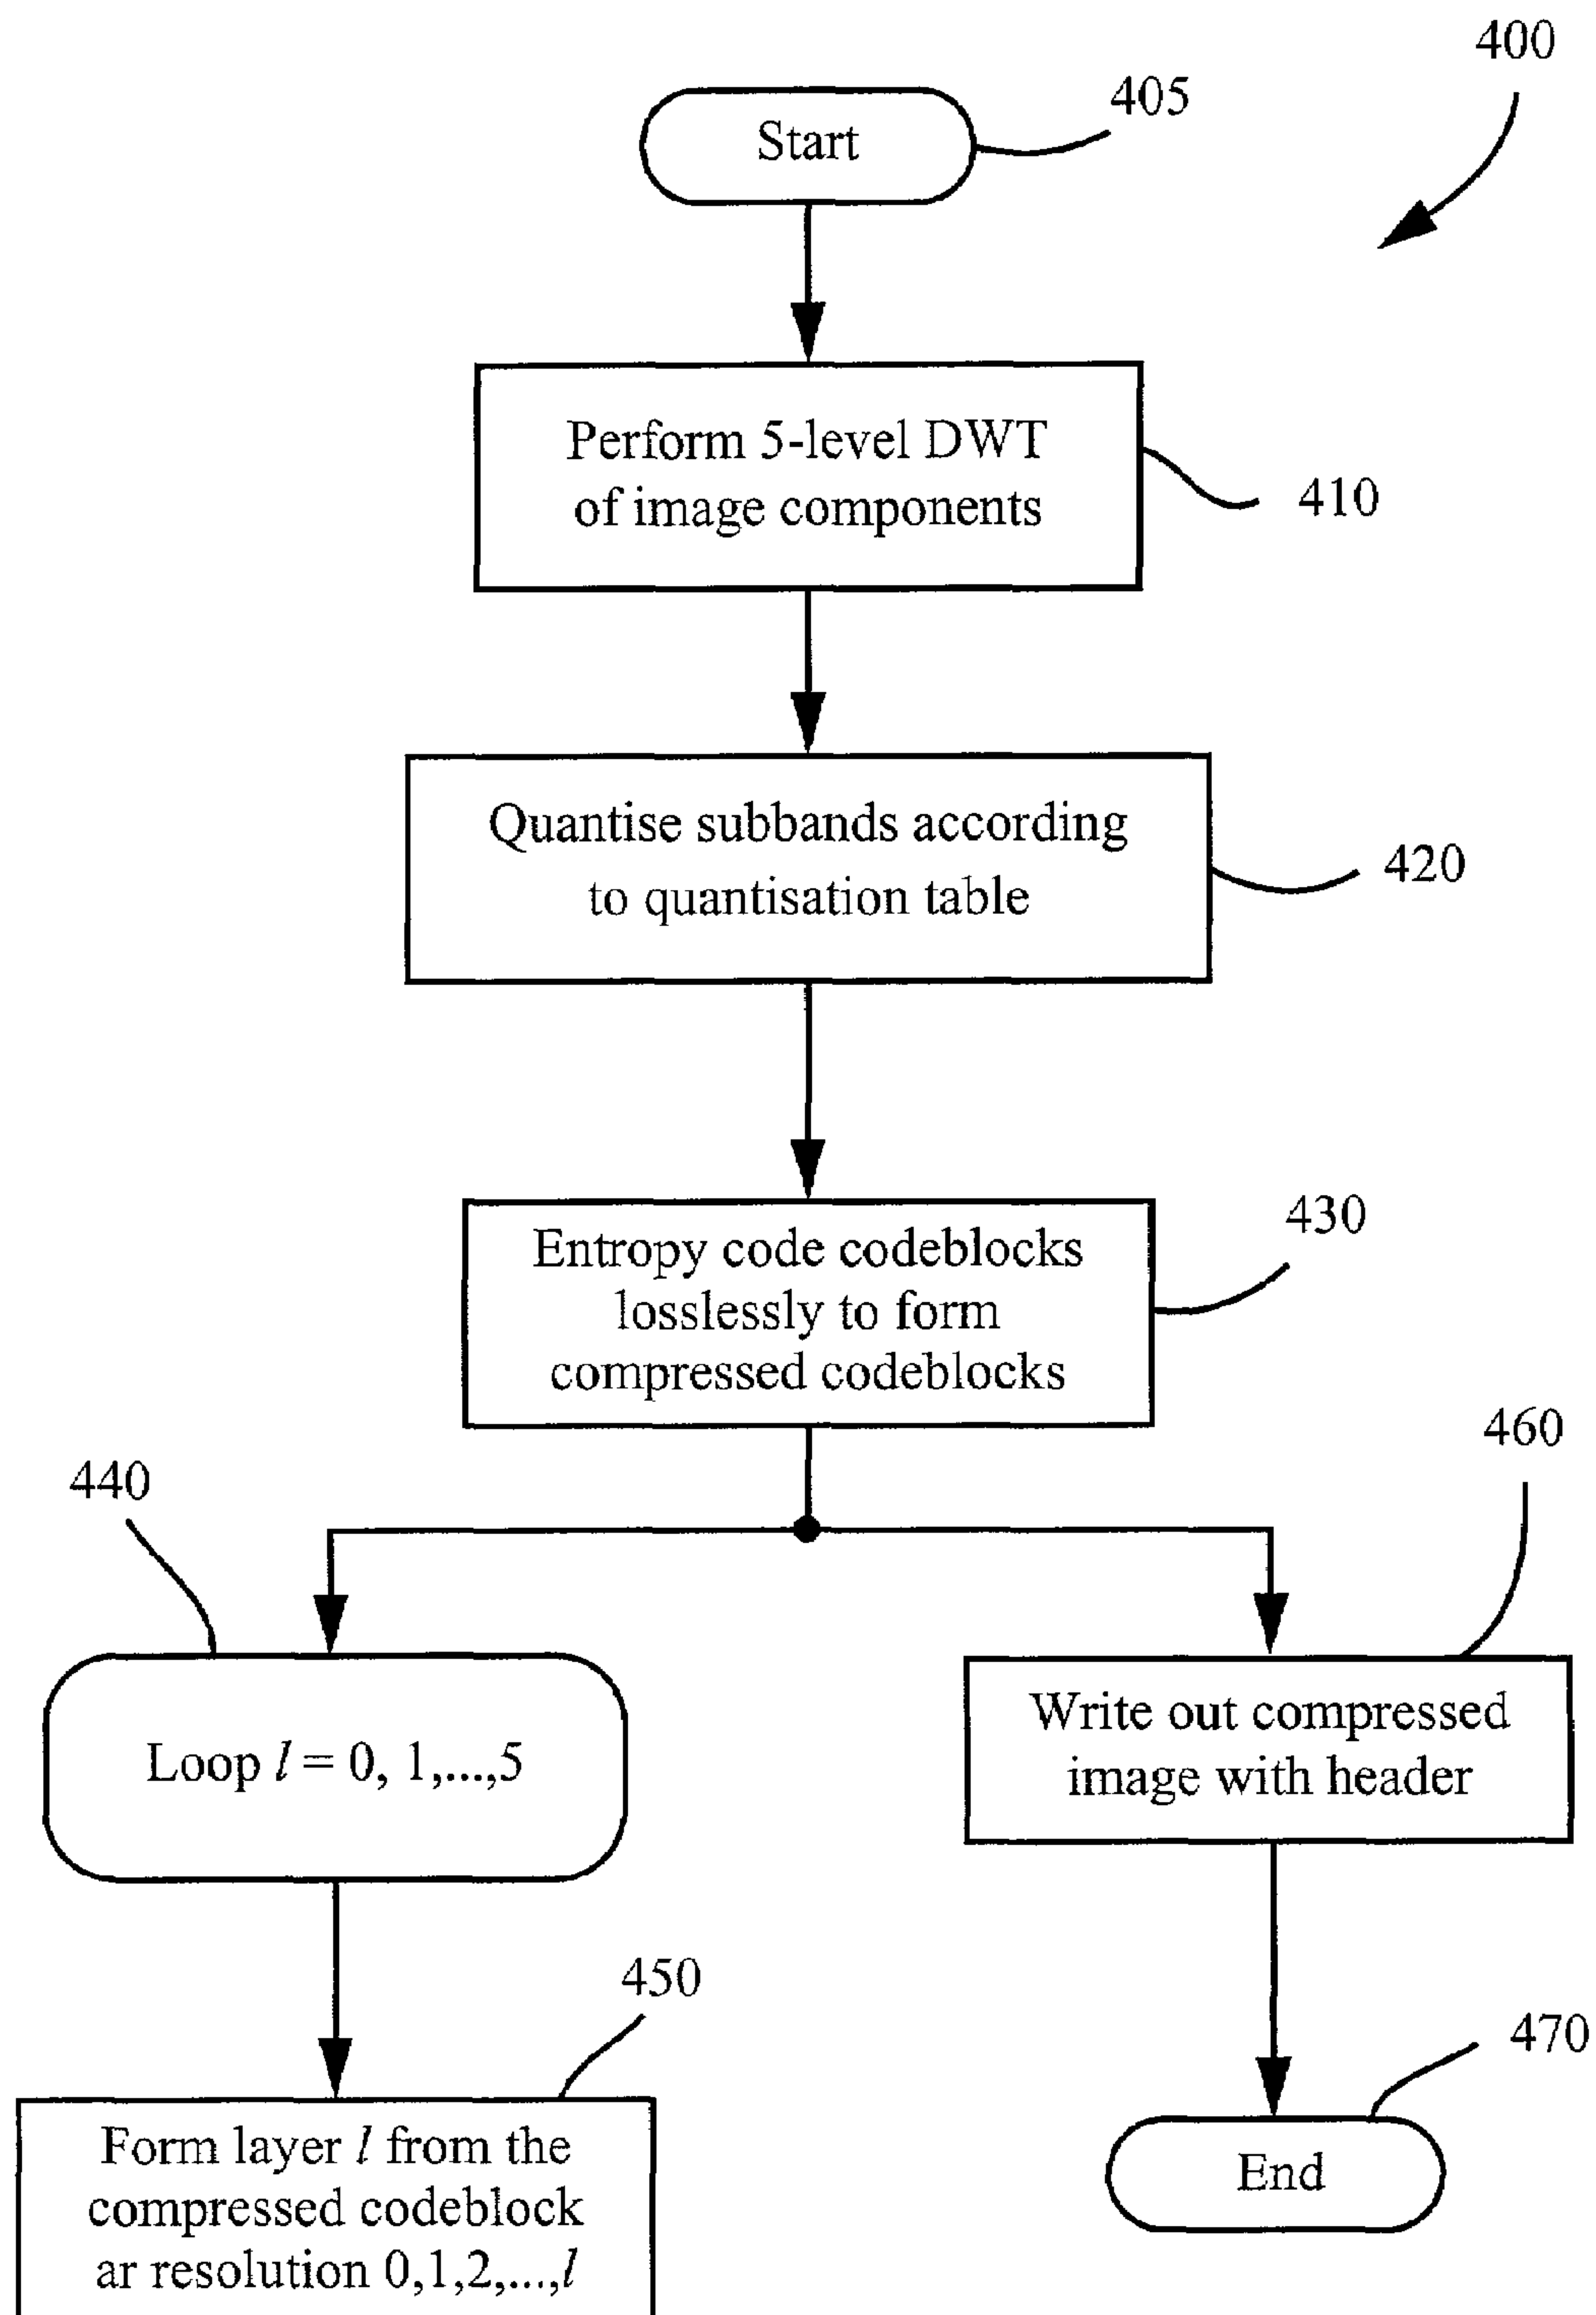 400
405
Start
Perform 5-level DWT
of image components
410
Quantise subbands according
to quantisation table
420
430
Entropy code codeblocks
losslessly to form
compressed codeblocks
460
440
Loop l = 0, 1,...,5
Write out compressed
image with header
450
470
Form layer l from the
compressed codeblock
ar resolution 0,1,2,...,l
End